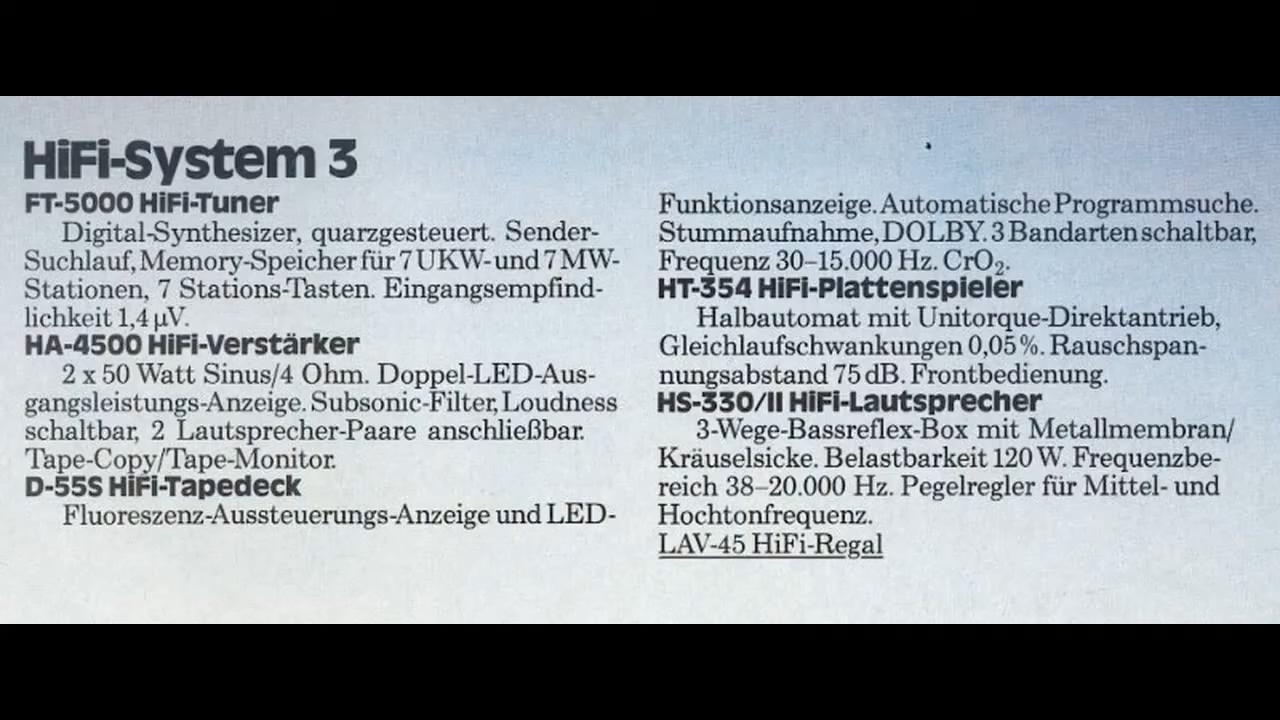 HiFi-System 3
FT-5000 HiFi-Tuner
Digital-Synthesizer, quarzgesteuert. Sender-
Suchlauf, Memory-Speicher für 7 UKW- und 7 MW-
Stationen, 7 Stations-Tasten. Eingangsempfind-
lichkeit 1,4 µV.
HA-4500 HiFi-Verstärker
2 x 50 Watt Sinus/4 Ohm. Doppel-LED-Aus-
gangsleistungs-Anzeige. Subsonic-Filter, Loudness
schaltbar, 2 Lautsprecher-Paare anschließbar.
Tape-Copy/Tape-Monitor.
D-55S HiFi-Tapedeck
Fluoreszenz-Aussteuerungs-Anzeige und LED-
Funktionsanzeige. Automatische Programmsuche.
Stummaufnahme, DOLBY. 3 Bandarten schaltbar,
Frequenz 30–15.000 Hz. CrO₂.
HT-354 HiFi-Plattenspieler
Halbautomat mit Unitorque-Direktantrieb,
Gleichlaufschwankungen 0,05 %. Rauschspan-
nungsabstand 75 dB. Frontbedienung.
HS-330/II HiFi-Lautsprecher
3-Wege-Bassreflex-Box mit Metallmembran/
Kräuselsicke. Belastbarkeit 120 W. Frequenzbe-
reich 38–20.000 Hz. Pegelregler für Mittel- und
Hochtonfrequenz.
LAV-45 HiFi-Regal